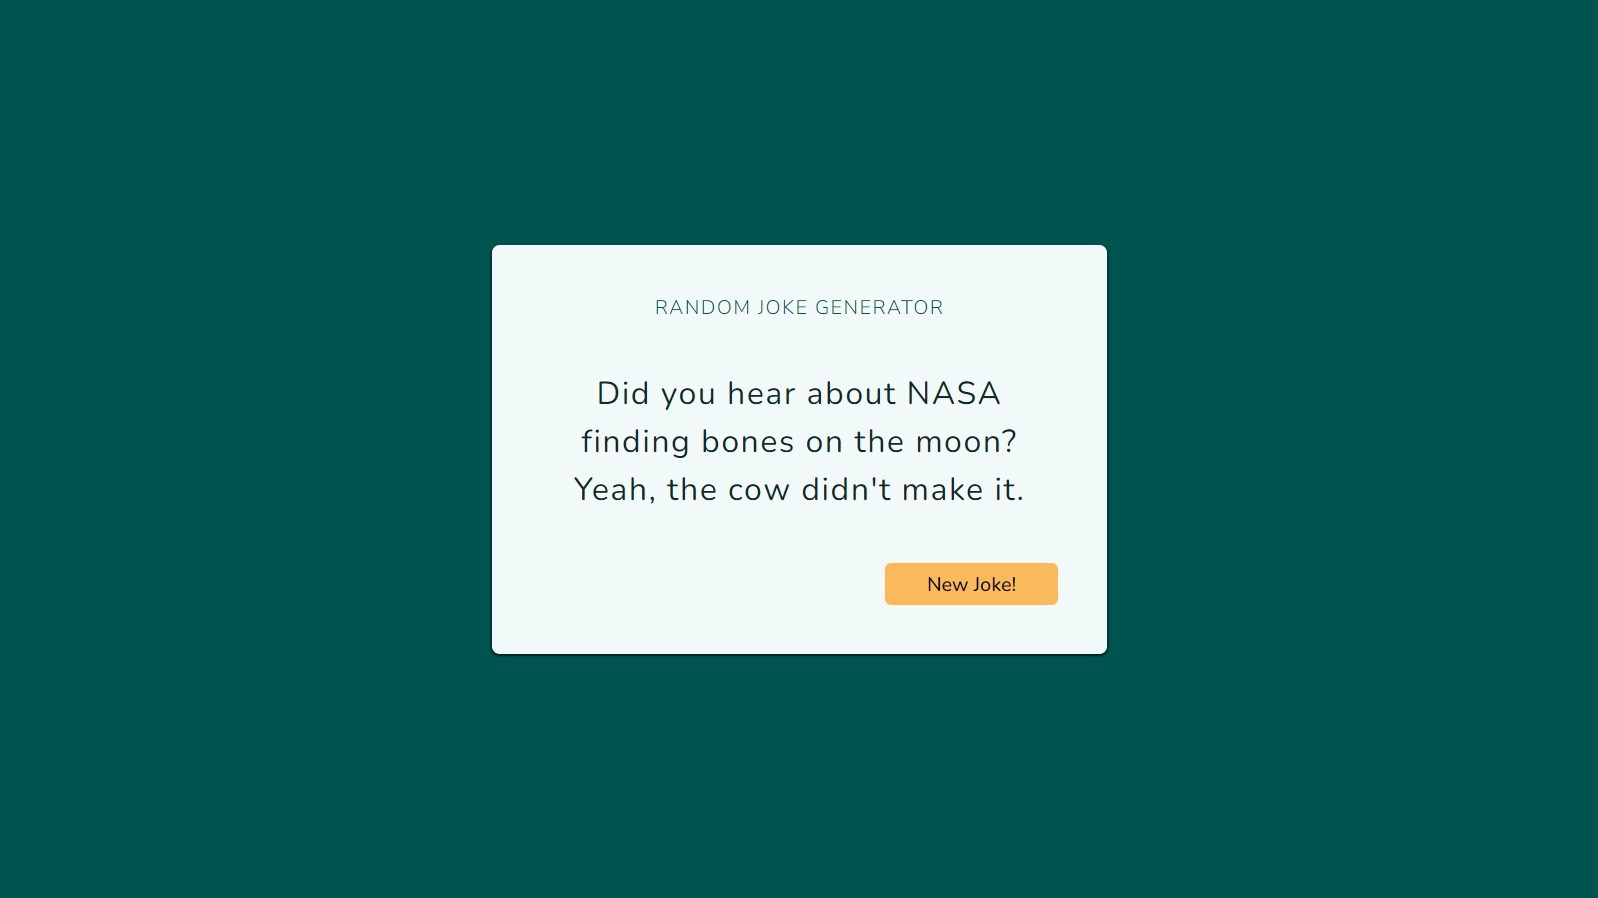 RANDOM JOKE GENERATOR
Did you hear about NASA
finding bones on the moon?
Yeah, the cow didn't make it.
New Joke!